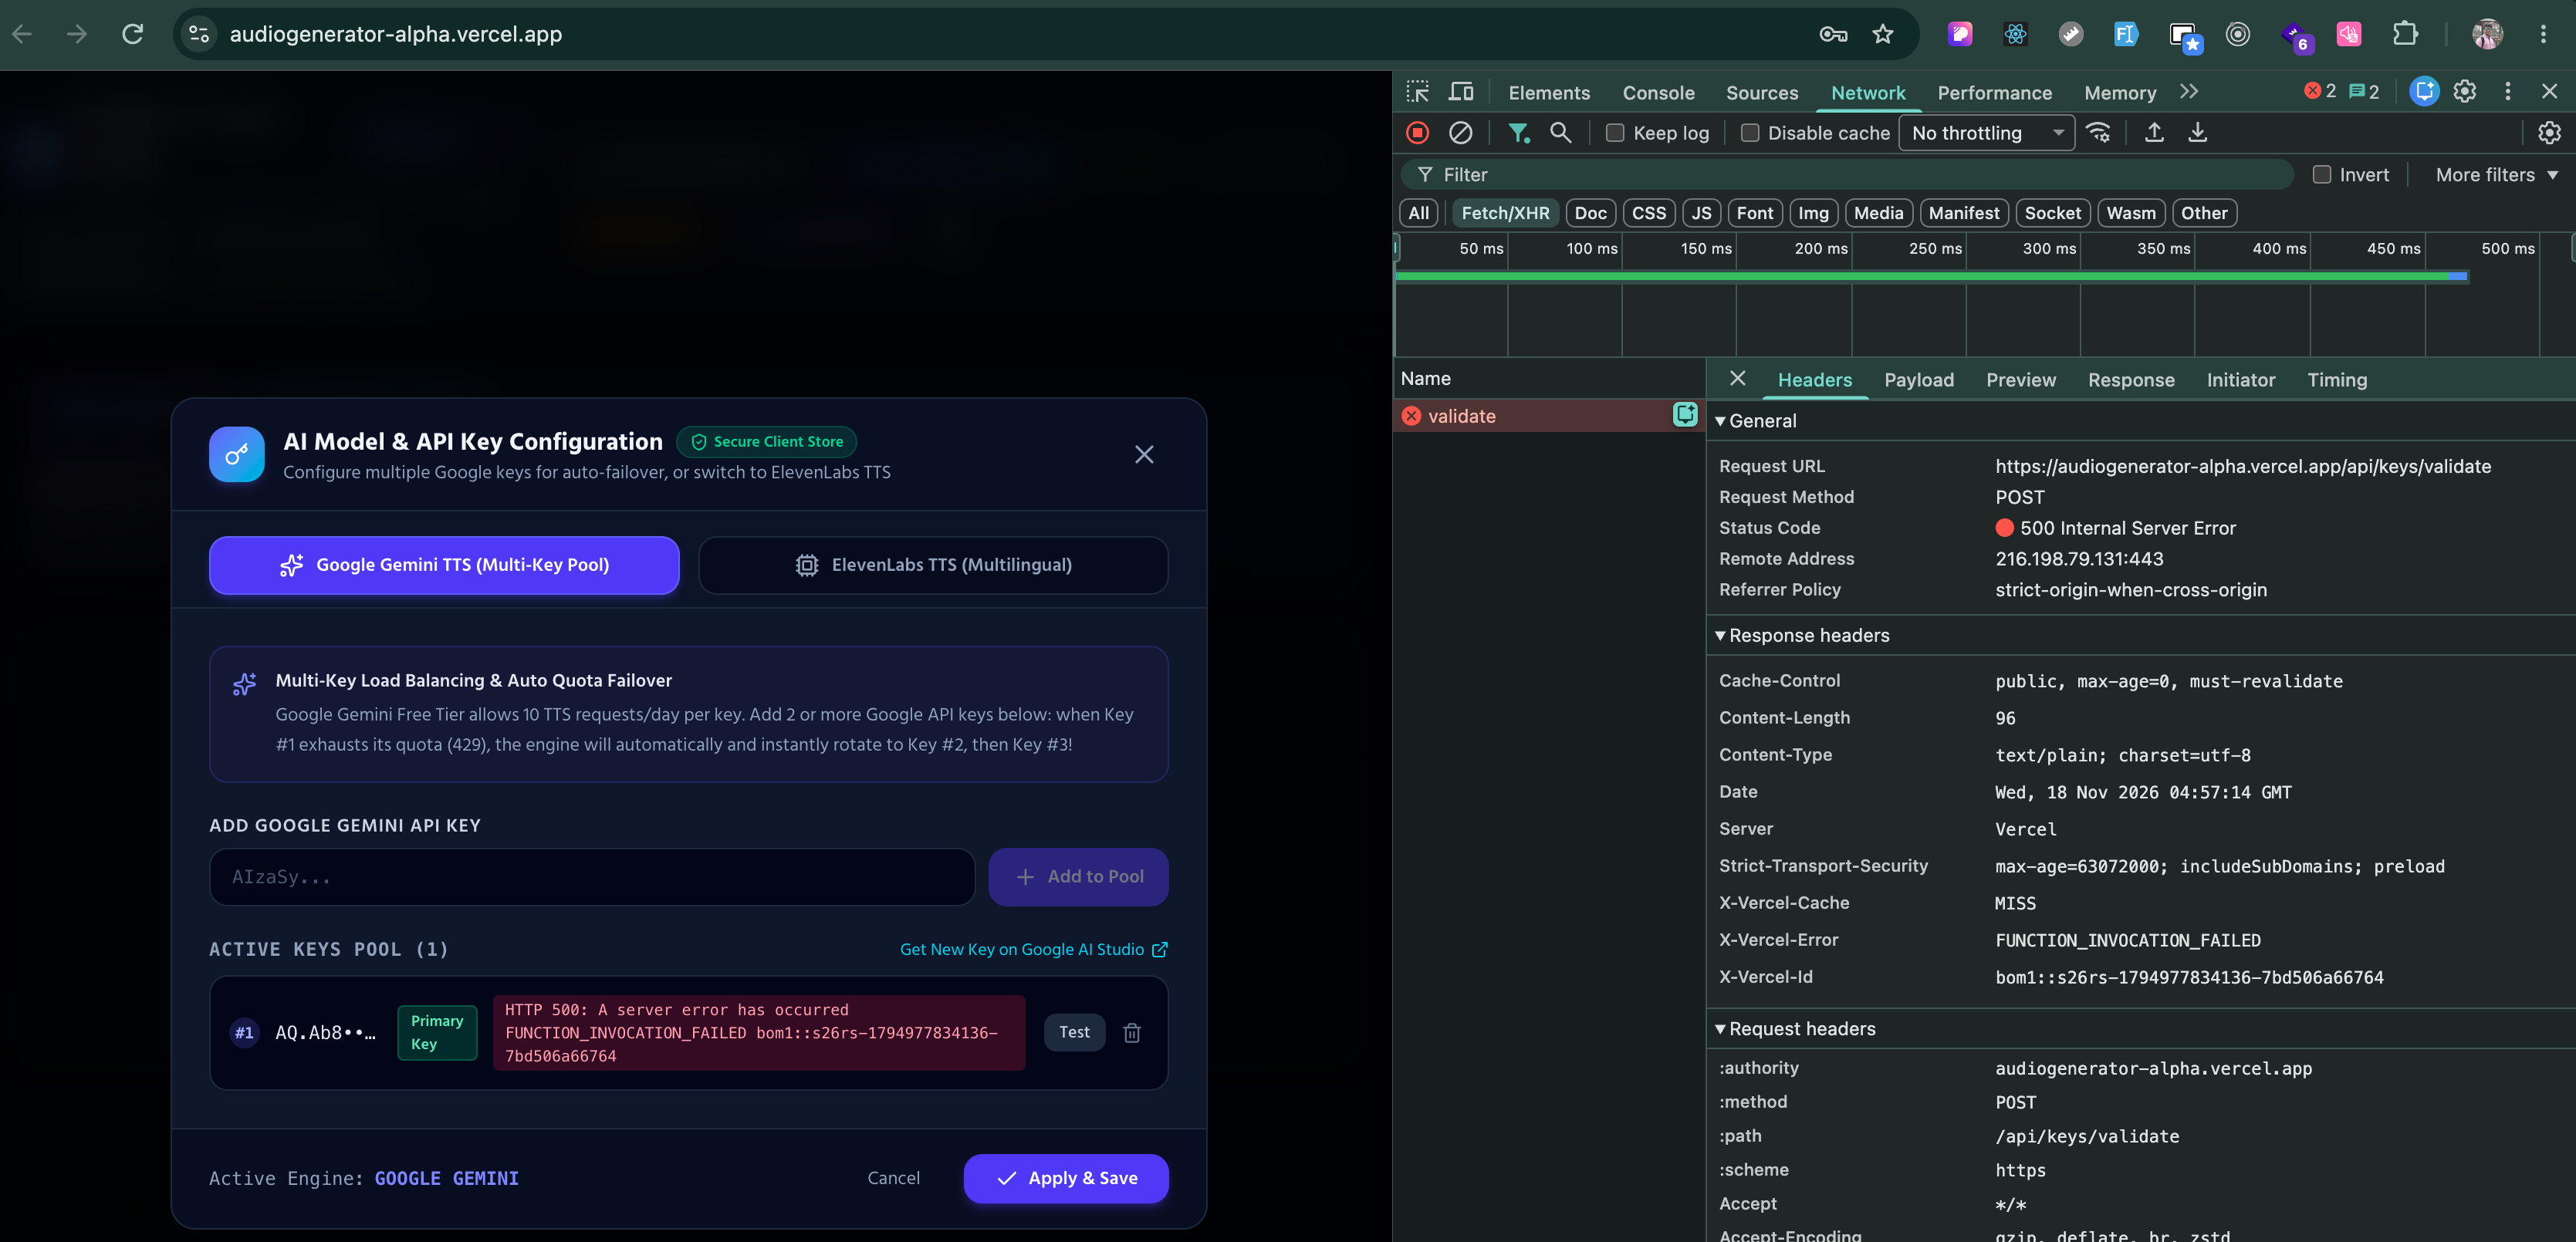 audiogenerator-alpha.vercel.app
6
Elements Console Sources Network Performance Memory 2 2
Keep log Disable cache No throttling
Filter Invert More filters
All Fetch/XHR Doc CSS JS Font Img Media Manifest Socket Wasm Other
50 ms 100 ms 150 ms 200 ms 250 ms 300 ms 350 ms 400 ms 450 ms 500 ms
Name
validate
Headers Payload Preview Response Initiator Timing
General
Request URL https://audiogenerator-alpha.vercel.app/api/keys/validate
Request Method POST
Status Code 500 Internal Server Error
Remote Address 216.198.79.131:443
Referrer Policy strict-origin-when-cross-origin
Response headers
Cache-Control public, max-age=0, must-revalidate
Content-Length 96
Content-Type text/plain; charset=utf-8
Date Wed, 18 Nov 2026 04:57:14 GMT
Server Vercel
Strict-Transport-Security max-age=63072000; includeSubDomains; preload
X-Vercel-Cache MISS
X-Vercel-Error FUNCTION_INVOCATION_FAILED
X-Vercel-Id bom1::s26rs-1794977834136-7bd506a66764
Request headers
:authority audiogenerator-alpha.vercel.app
:method POST
:path /api/keys/validate
:scheme https
Accept */*
Accept-Encoding gzip, deflate, br, zstd
AI Model & API Key Configuration Secure Client Store
Configure multiple Google keys for auto-failover, or switch to ElevenLabs TTS
Google Gemini TTS (Multi-Key Pool) ElevenLabs TTS (Multilingual)
Multi-Key Load Balancing & Auto Quota Failover
Google Gemini Free Tier allows 10 TTS requests/day per key. Add 2 or more Google API keys below: when Key
#1 exhausts its quota (429), the engine will automatically and instantly rotate to Key #2, then Key #3!
ADD GOOGLE GEMINI API KEY
AIzaSy... + Add to Pool
ACTIVE KEYS POOL (1) Get New Key on Google AI Studio
#1 AQ.Ab8••… Primary Key
HTTP 500: A server error has occurred
FUNCTION_INVOCATION_FAILED bom1::s26rs-1794977834136-
7bd506a66764
Test
Active Engine: GOOGLE GEMINI Cancel Apply & Save